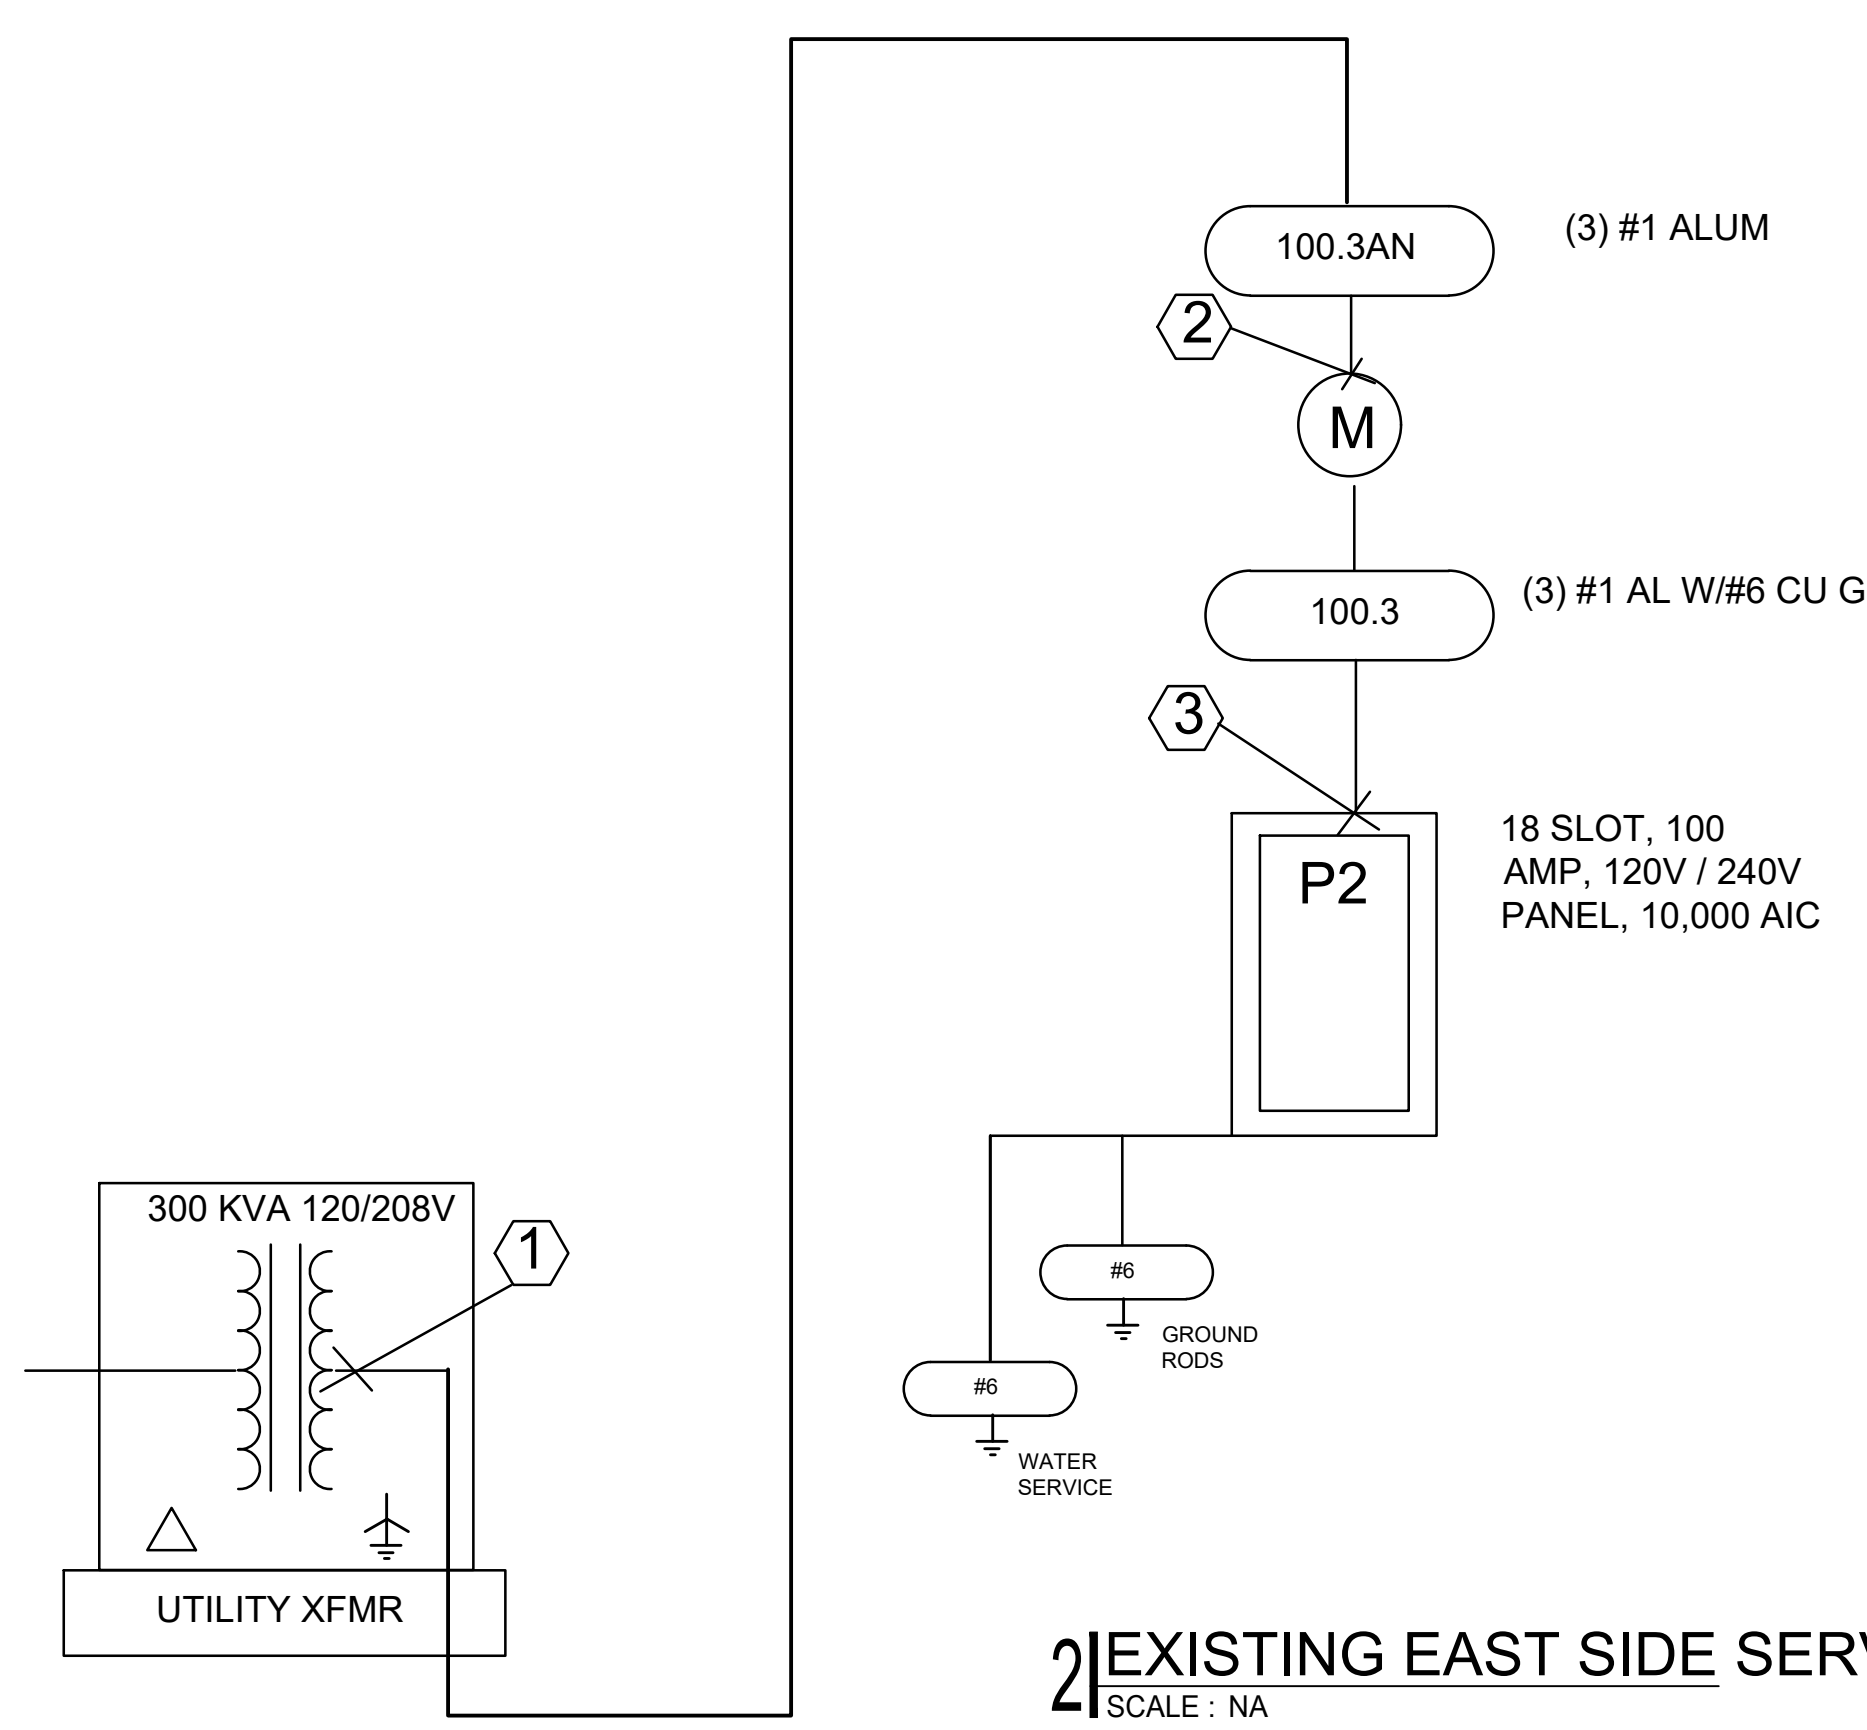 100.3AN
(3) #1 ALUM
2
M
100.3
(3) #1 AL W/#6 CU G
3
P2
18 SLOT, 100
AMP, 120V / 240V
PANEL, 10,000 AIC
300 KVA 120/208V
1
#6
GROUND
RODS
#6
WATER
SERVICE
UTILITY XFMR
2 EXISTING EAST SIDE
SCALE : NA